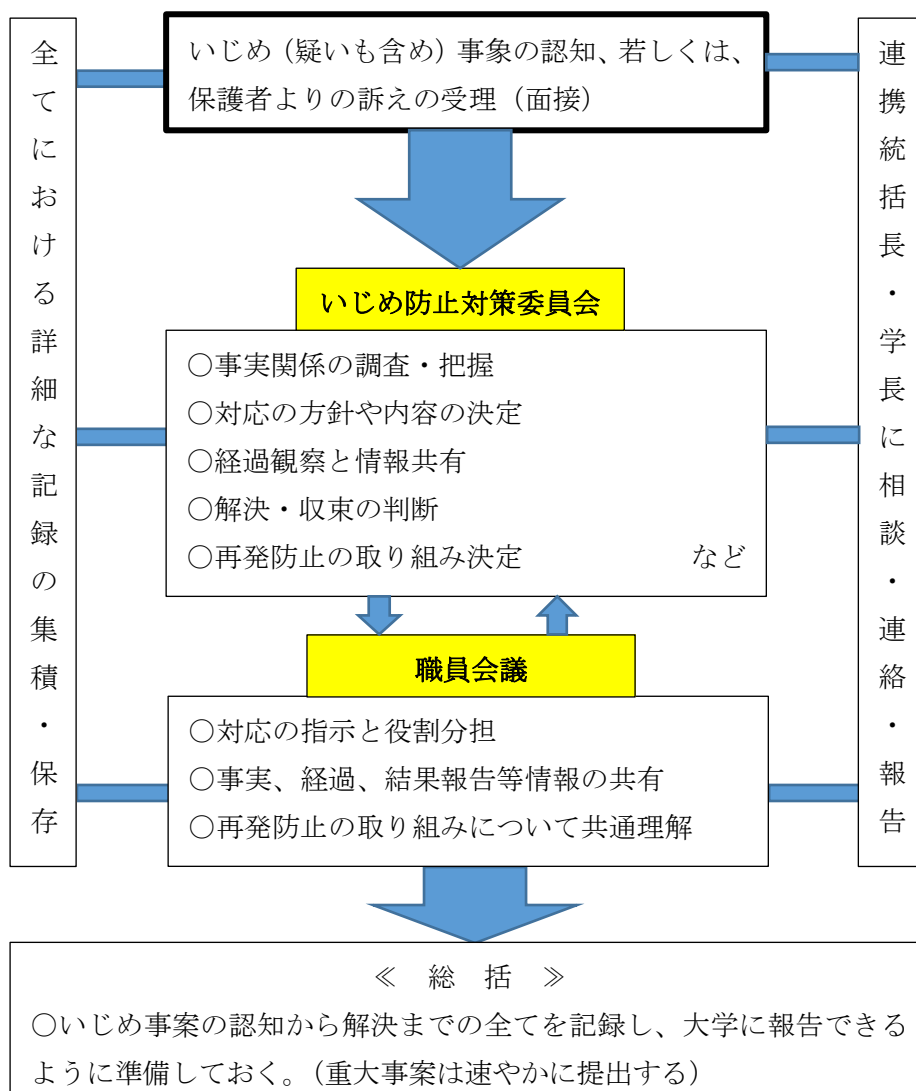 全てにおける詳細な記録の集積・保存
いじめ（疑いも含め）事象の認知、若しくは、
保護者よりの訴えの受理（面接）
連携統括長・学長に相談・連絡・報告
いじめ防止対策委員会
○事実関係の調査・把握
○対応の方針や内容の決定
○経過観察と情報共有
○解決・収束の判断
○再発防止の取り組み決定　　　　　など
職員会議
○対応の指示と役割分担
○事実、経過、結果報告等情報の共有
○再発防止の取り組みについて共通理解
≪　総　括　≫
○いじめ事案の認知から解決までの全てを記録し、大学に報告できる
ように準備しておく。（重大事案は速やかに提出する）